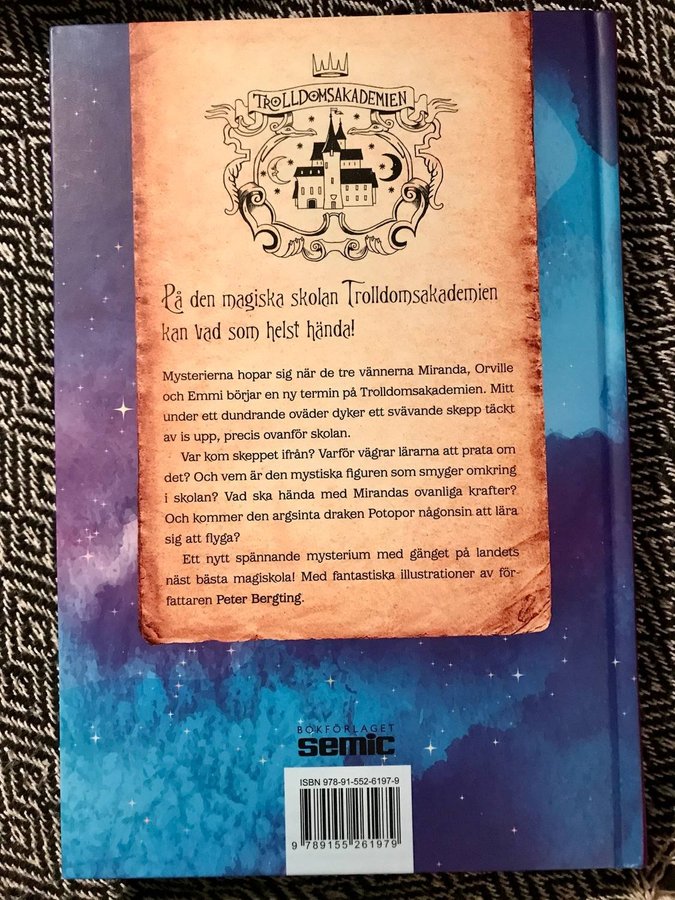 TROLLDOMSAKADEMIEN
På den magiska skolan Trolldomsakademien
kan vad som helst hända!
Mysterierna hopar sig när de tre vännerna Miranda, Orville
och Emmi börjar en ny termin på Trolldomsakademien. Mitt
under ett dundrande oväder dyker ett svävande skepp täckt
av is upp, precis ovanför skolan.
Var kom skeppet ifrån? Varför vägrar lärarna att prata om
det? Och vem är den mystiska figuren som smyger omkring
i skolan? Vad ska hända med Mirandas ovanliga krafter?
Och kommer den argsinta draken Potopor någonsin att lära
sig att flyga?
Ett nytt spännande mysterium med gänget på landets
näst bästa magiskola! Med fantastiska illustrationer av för-
fattaren Peter Bergting.
BOKFÖRLAGET
semic
ISBN 978-91-552-6197-9
9 789155 261979